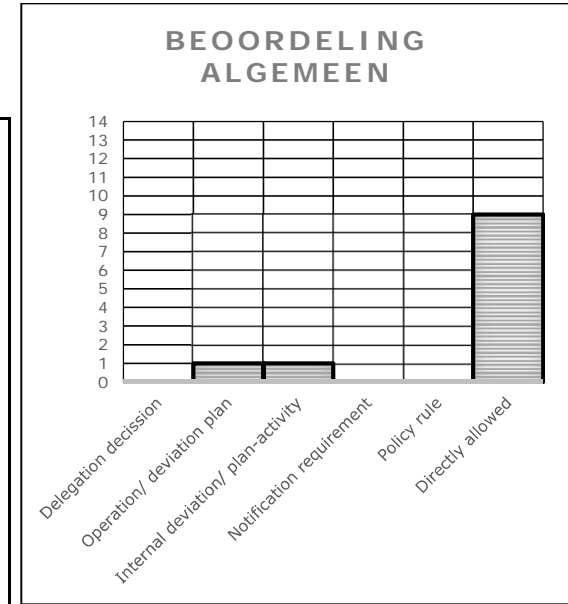 BEOORDELING
ALGEMEEN
14
13
12
11
10
9
8
7
6
5
4
3
2
1
0
Delegation decission
Operation/ deviation plan
Internal deviation/ plan-activity
Notification requirement
Policy rule
Directly allowed